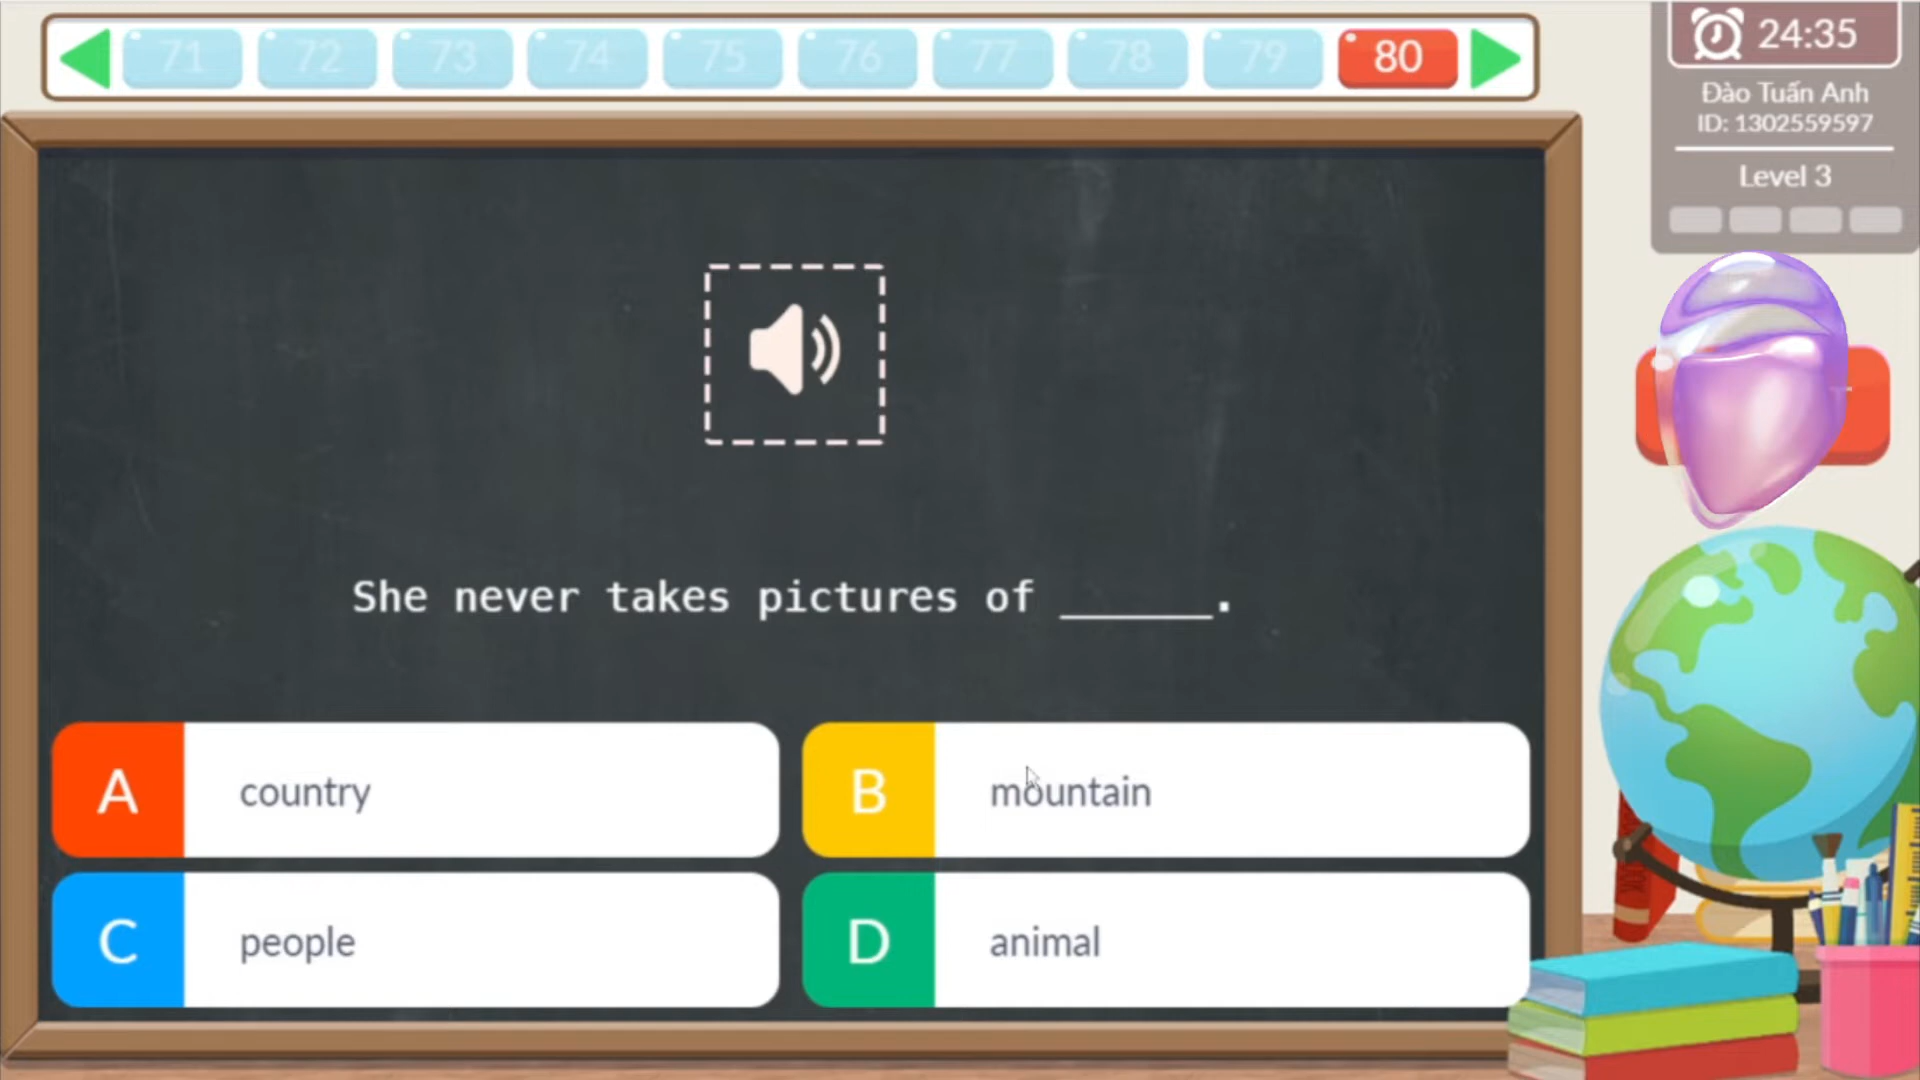 71 72 73 74 75 76 77 78 79 80
24:35
Đào Tuấn Anh
ID: 1302559597
Level 3
She never takes pictures of ______.
A country
B mountain
C people
D animal